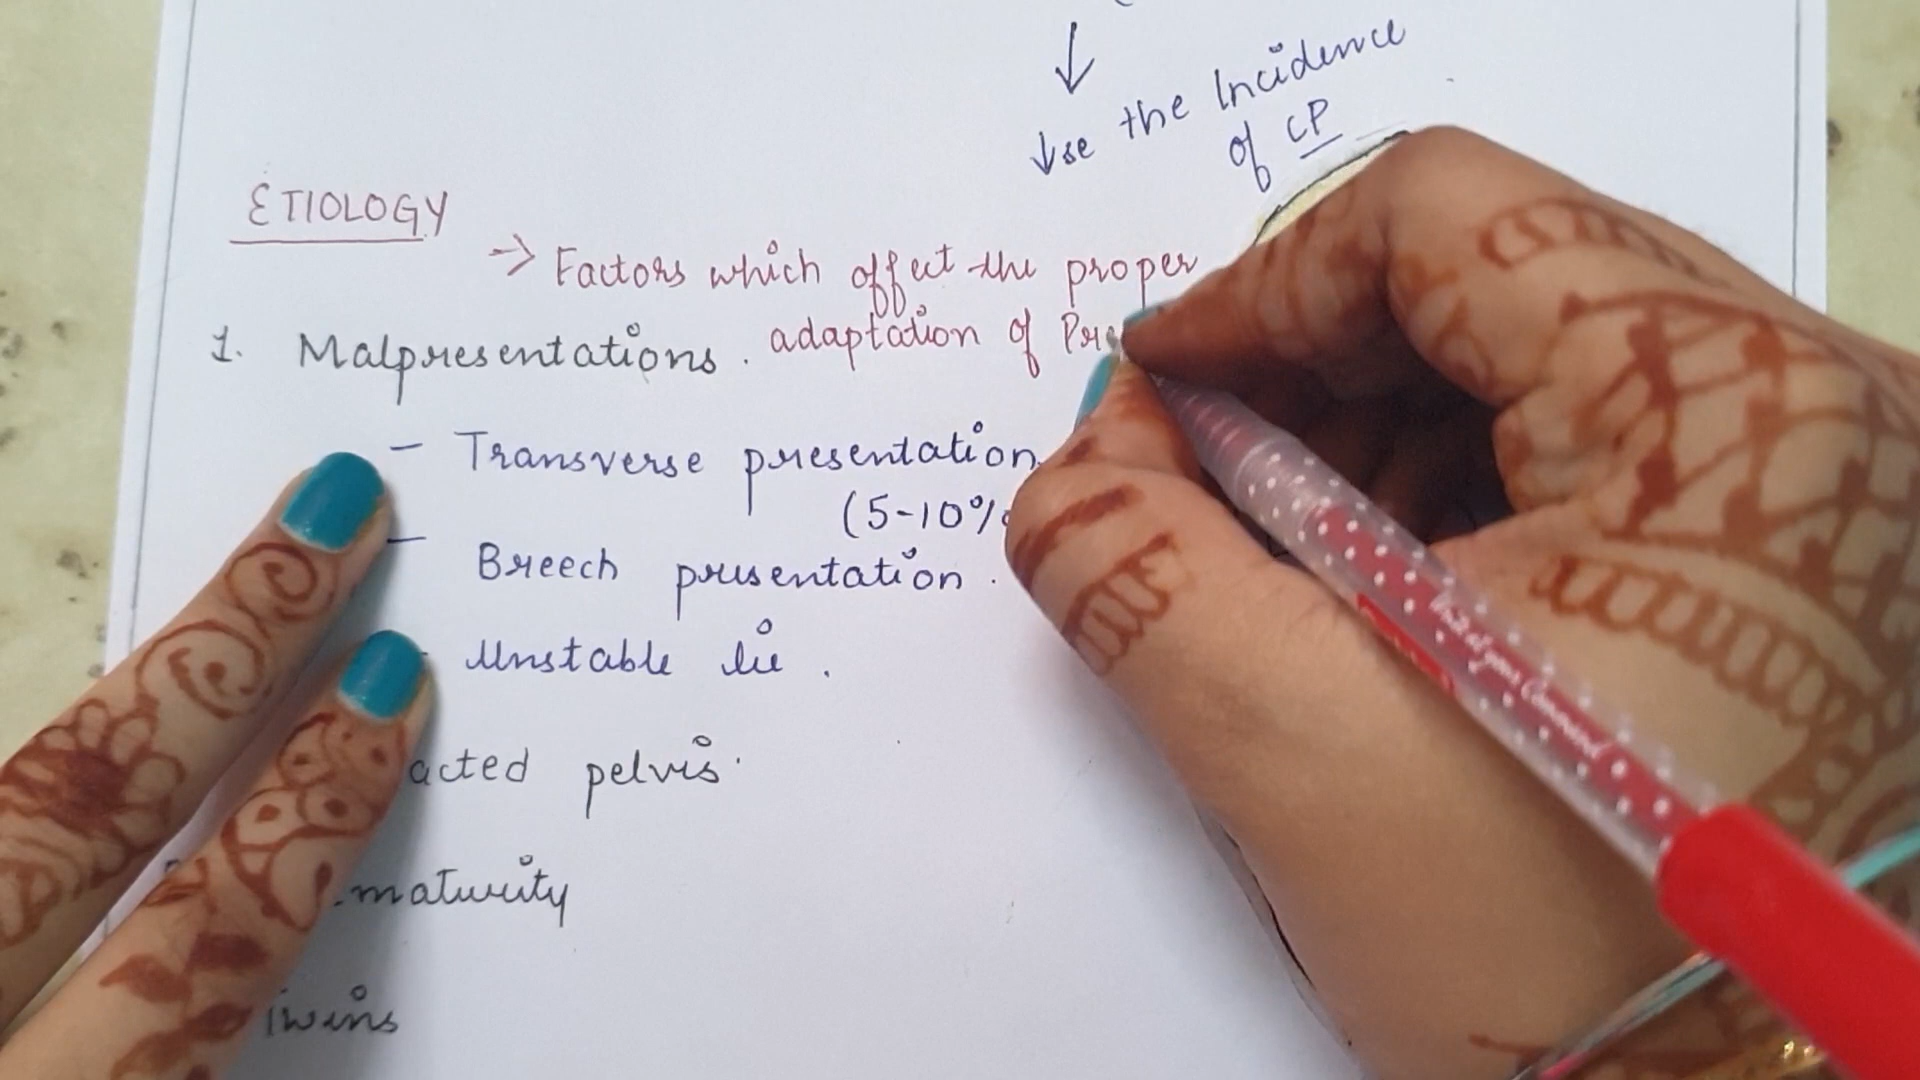 ↓
↓se the Incidence
of CP
ETIOLOGY
→ Factors which affect the proper
1. Malpresentations. adaptation of Pre
- Transverse presentation
(5-10%
- Breech presentation.
Unstable lie.
acted pelvis.
maturity
Twins